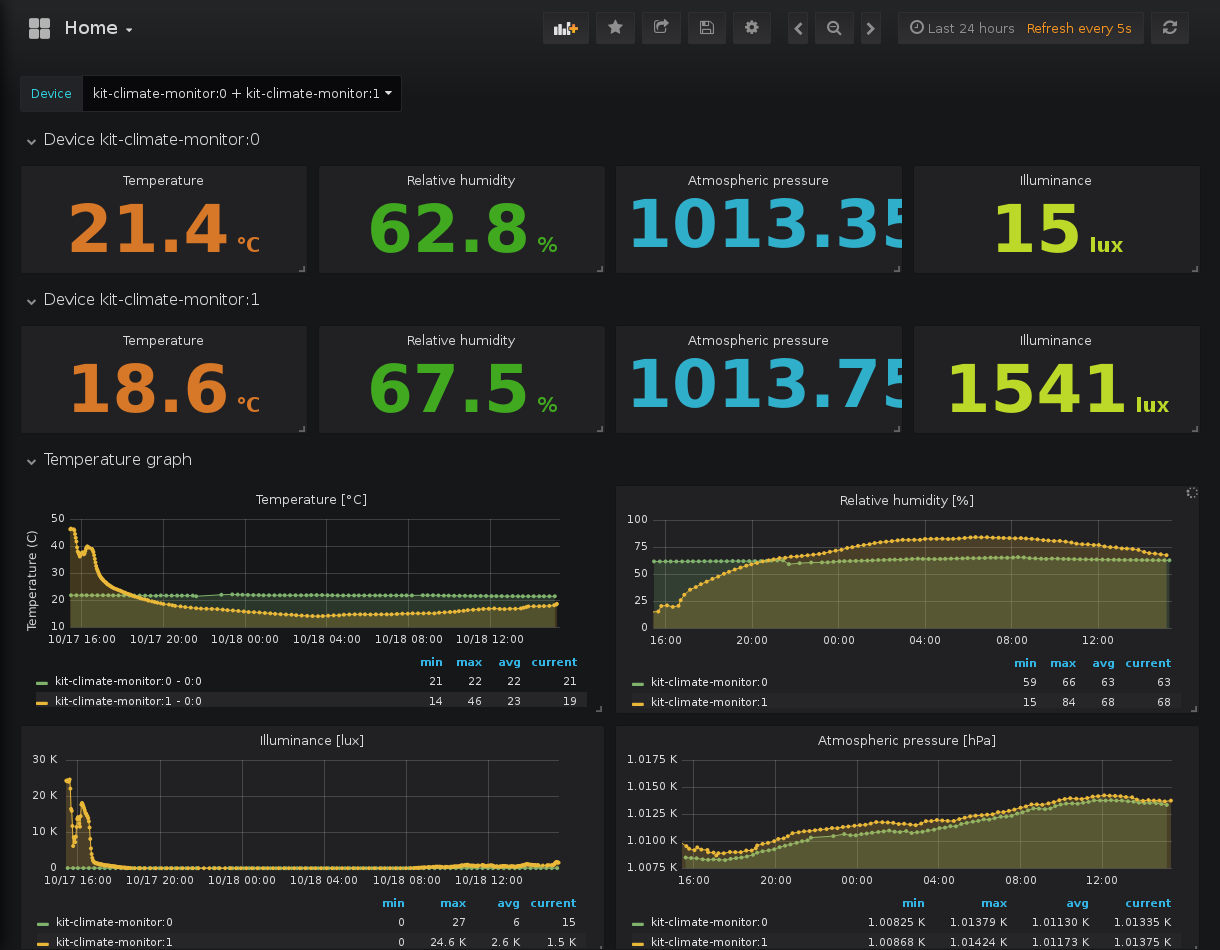 Home
Last 24 hours Refresh every 5s
Device kit-climate-monitor:0 + kit-climate-monitor:1
Device kit-climate-monitor:0
Temperature Relative humidity Atmospheric pressure Illuminance
21.4 °C 62.8 % 1013.35 15 lux
Device kit-climate-monitor:1
Temperature Relative humidity Atmospheric pressure Illuminance
18.6 °C 67.5 % 1013.75 1541 lux
Temperature graph
Temperature [°C]
Temperature (C)
50
40
30
20
10
10/17 16:00 10/17 20:00 10/18 00:00 10/18 04:00 10/18 08:00 10/18 12:00
min max avg current
kit-climate-monitor:0 - 0:0 21 22 22 21
kit-climate-monitor:1 - 0:0 14 46 23 19
Relative humidity [%]
100
75
50
25
0
16:00 20:00 00:00 04:00 08:00 12:00
min max avg current
kit-climate-monitor:0 59 66 63 63
kit-climate-monitor:1 15 84 68 68
Illuminance [lux]
30 K
20 K
10 K
0
10/17 16:00 10/17 20:00 10/18 00:00 10/18 04:00 10/18 08:00 10/18 12:00
min max avg current
kit-climate-monitor:0 0 27 6 15
kit-climate-monitor:1 0 24.6 K 2.6 K 1.5 K
Atmospheric pressure [hPa]
1.0175 K
1.0150 K
1.0125 K
1.0100 K
1.0075 K
16:00 20:00 00:00 04:00 08:00 12:00
min max avg current
kit-climate-monitor:0 1.00825 K 1.01379 K 1.01130 K 1.01335 K
kit-climate-monitor:1 1.00868 K 1.01424 K 1.01173 K 1.01375 K